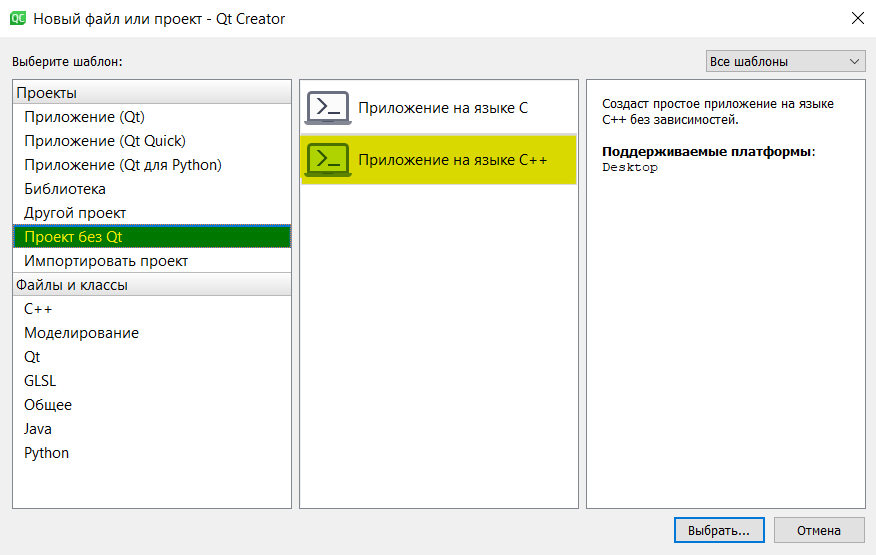 QC Новый файл или проект - Qt Creator
Выберите шаблон:
Все шаблоны
Проекты
Приложение (Qt)
Приложение (Qt Quick)
Приложение (Qt для Python)
Библиотека
Другой проект
Проект без Qt
Импортировать проект
Файлы и классы
C++
Моделирование
Qt
GLSL
Общее
Java
Python
Приложение на языке C
Приложение на языке C++
Создаст простое приложение на языке
C++ без зависимостей.
Поддерживаемые платформы:
Desktop
Выбрать...
Отмена